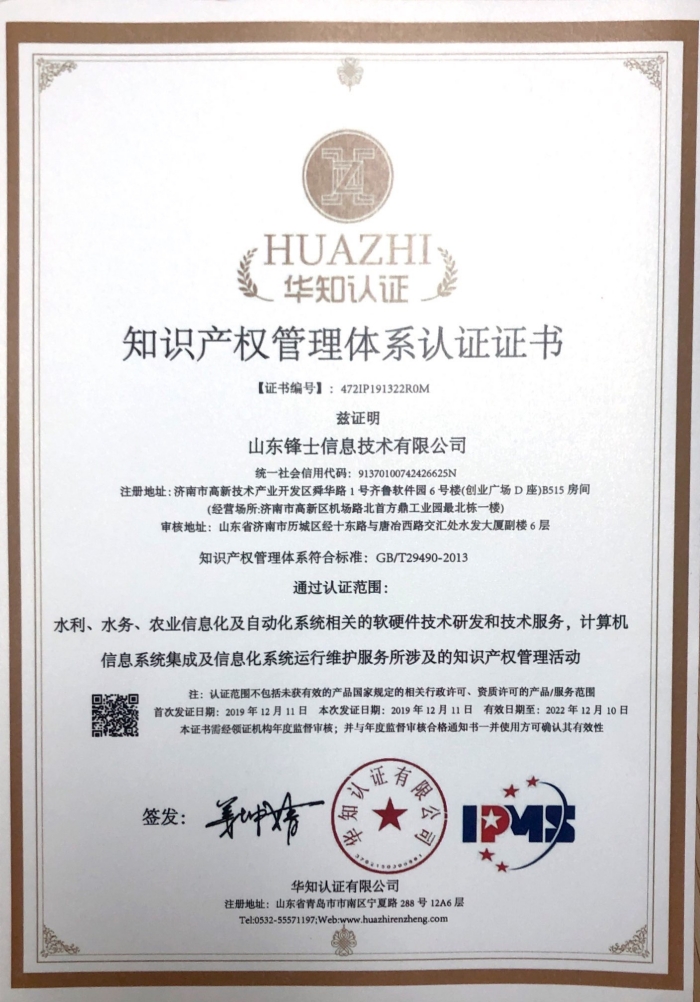 HUAZHI
华知认证
知识产权管理体系认证证书
【证书编号】：472IP191322R0M
兹证明
山东锋士信息技术有限公司
统一社会信用代码：91370100742426625N
注册地址:济南市高新技术产业开发区舜华路1号齐鲁软件园6号楼(创业广场D座)B515房间
(经营场所:济南市高新区机场路北首方鼎工业园最北栋一楼)
审核地址：山东省济南市历城区经十东路与唐冶西路交汇处水发大厦副楼6层
知识产权管理体系符合标准：GB/T29490-2013
通过认证范围：
水利、水务、农业信息化及自动化系统相关的软硬件技术研发和技术服务，计算机
信息系统集成及信息化系统运行维护服务所涉及的知识产权管理活动
注：认证范围不包括未获有效的产品国家规定的相关行政许可、资质许可的产品/服务范围
首次发证日期：2019年12月11日 本次发证日期：2019年12月11日 有效日期至：2022年12月10日
本证书需经领证机构年度监督审核；并与年度监督审核合格通知书一并使用方可确认其有效性
签发：
华知认证有限公司
IPMS
华知认证有限公司
注册地址：山东省青岛市市南区宁夏路288号12A6层
Tel:0532-55571197;Web:www.huazhirenzheng.com